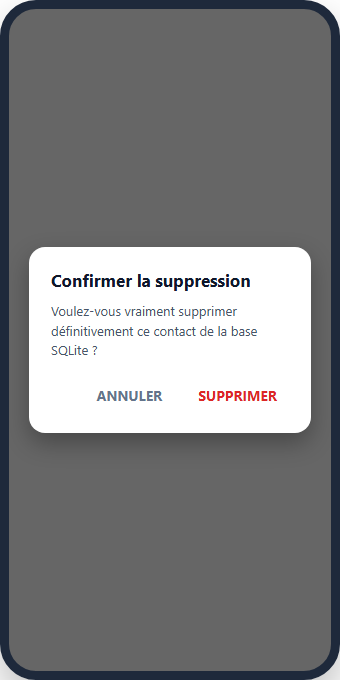 Confirmer la suppression
Voulez-vous vraiment supprimer
définitivement ce contact de la base
SQLite ?
ANNULER SUPPRIMER